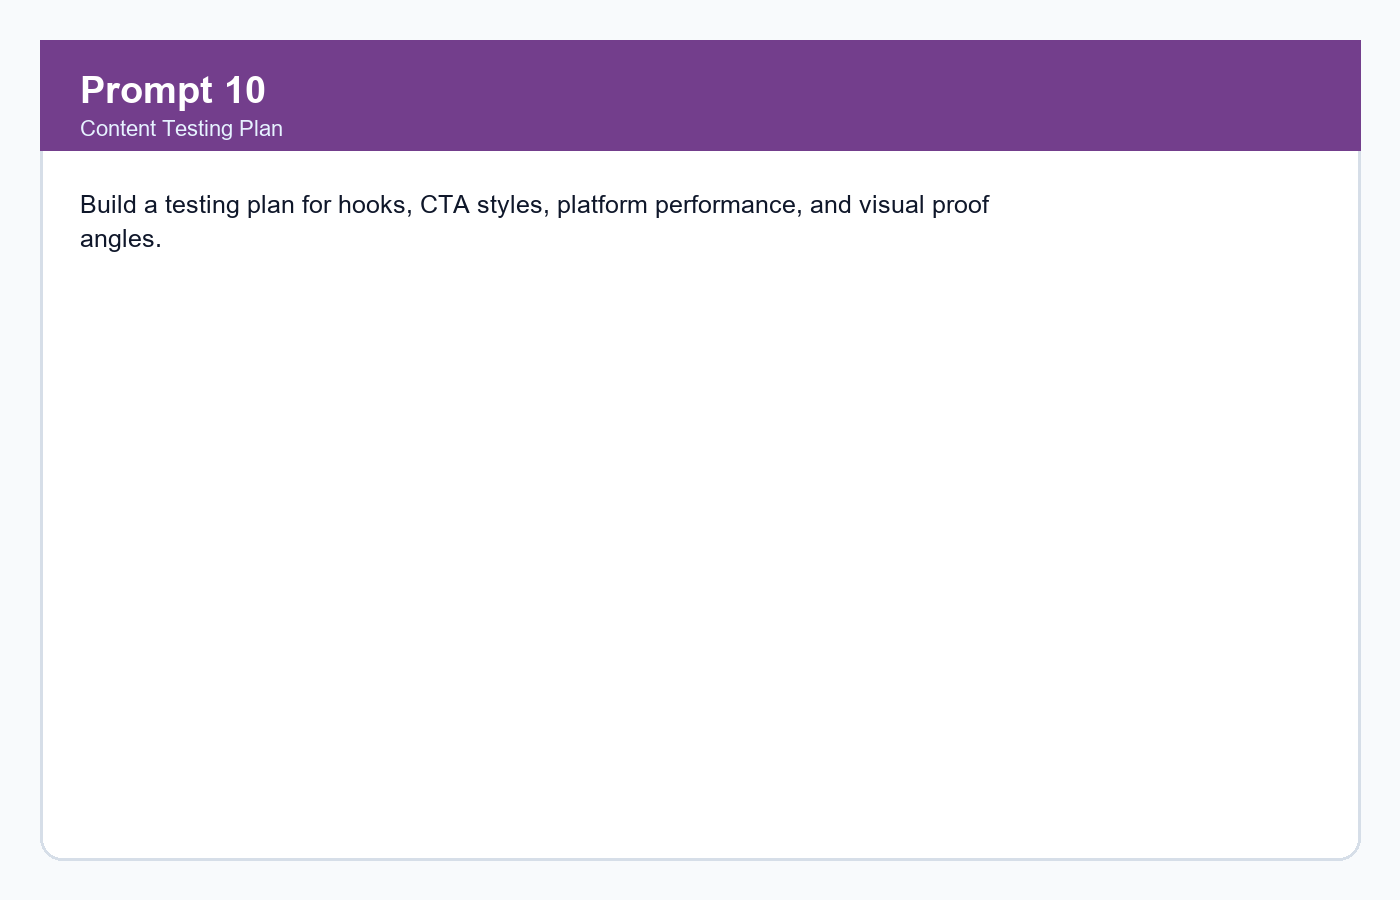 Prompt 10
Content Testing Plan
Build a testing plan for hooks, CTA styles, platform performance, and visual proof
angles.